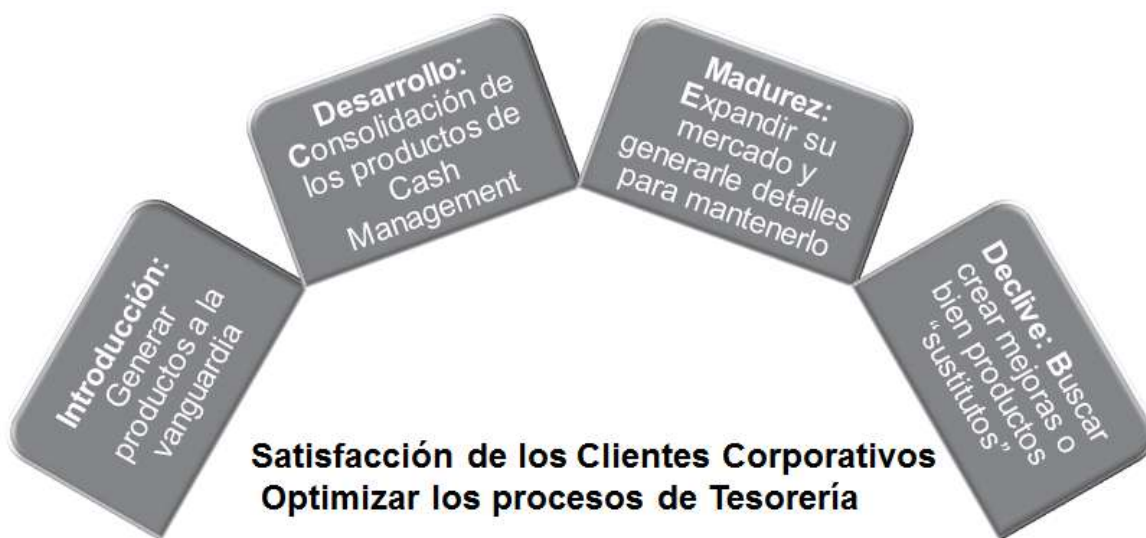 Introducción:
Generar
productos a la
vanguardia
Desarrollo:
Consolidación de
los productos de
Cash
Management
Madurez:
Expandir su
mercado y
generarle detalles
para mantenerlo
Declive: Buscar
crear mejoras o
bien productos
“sustitutos”
Satisfacción de los Clientes Corporativos
Optimizar los procesos de Tesorería